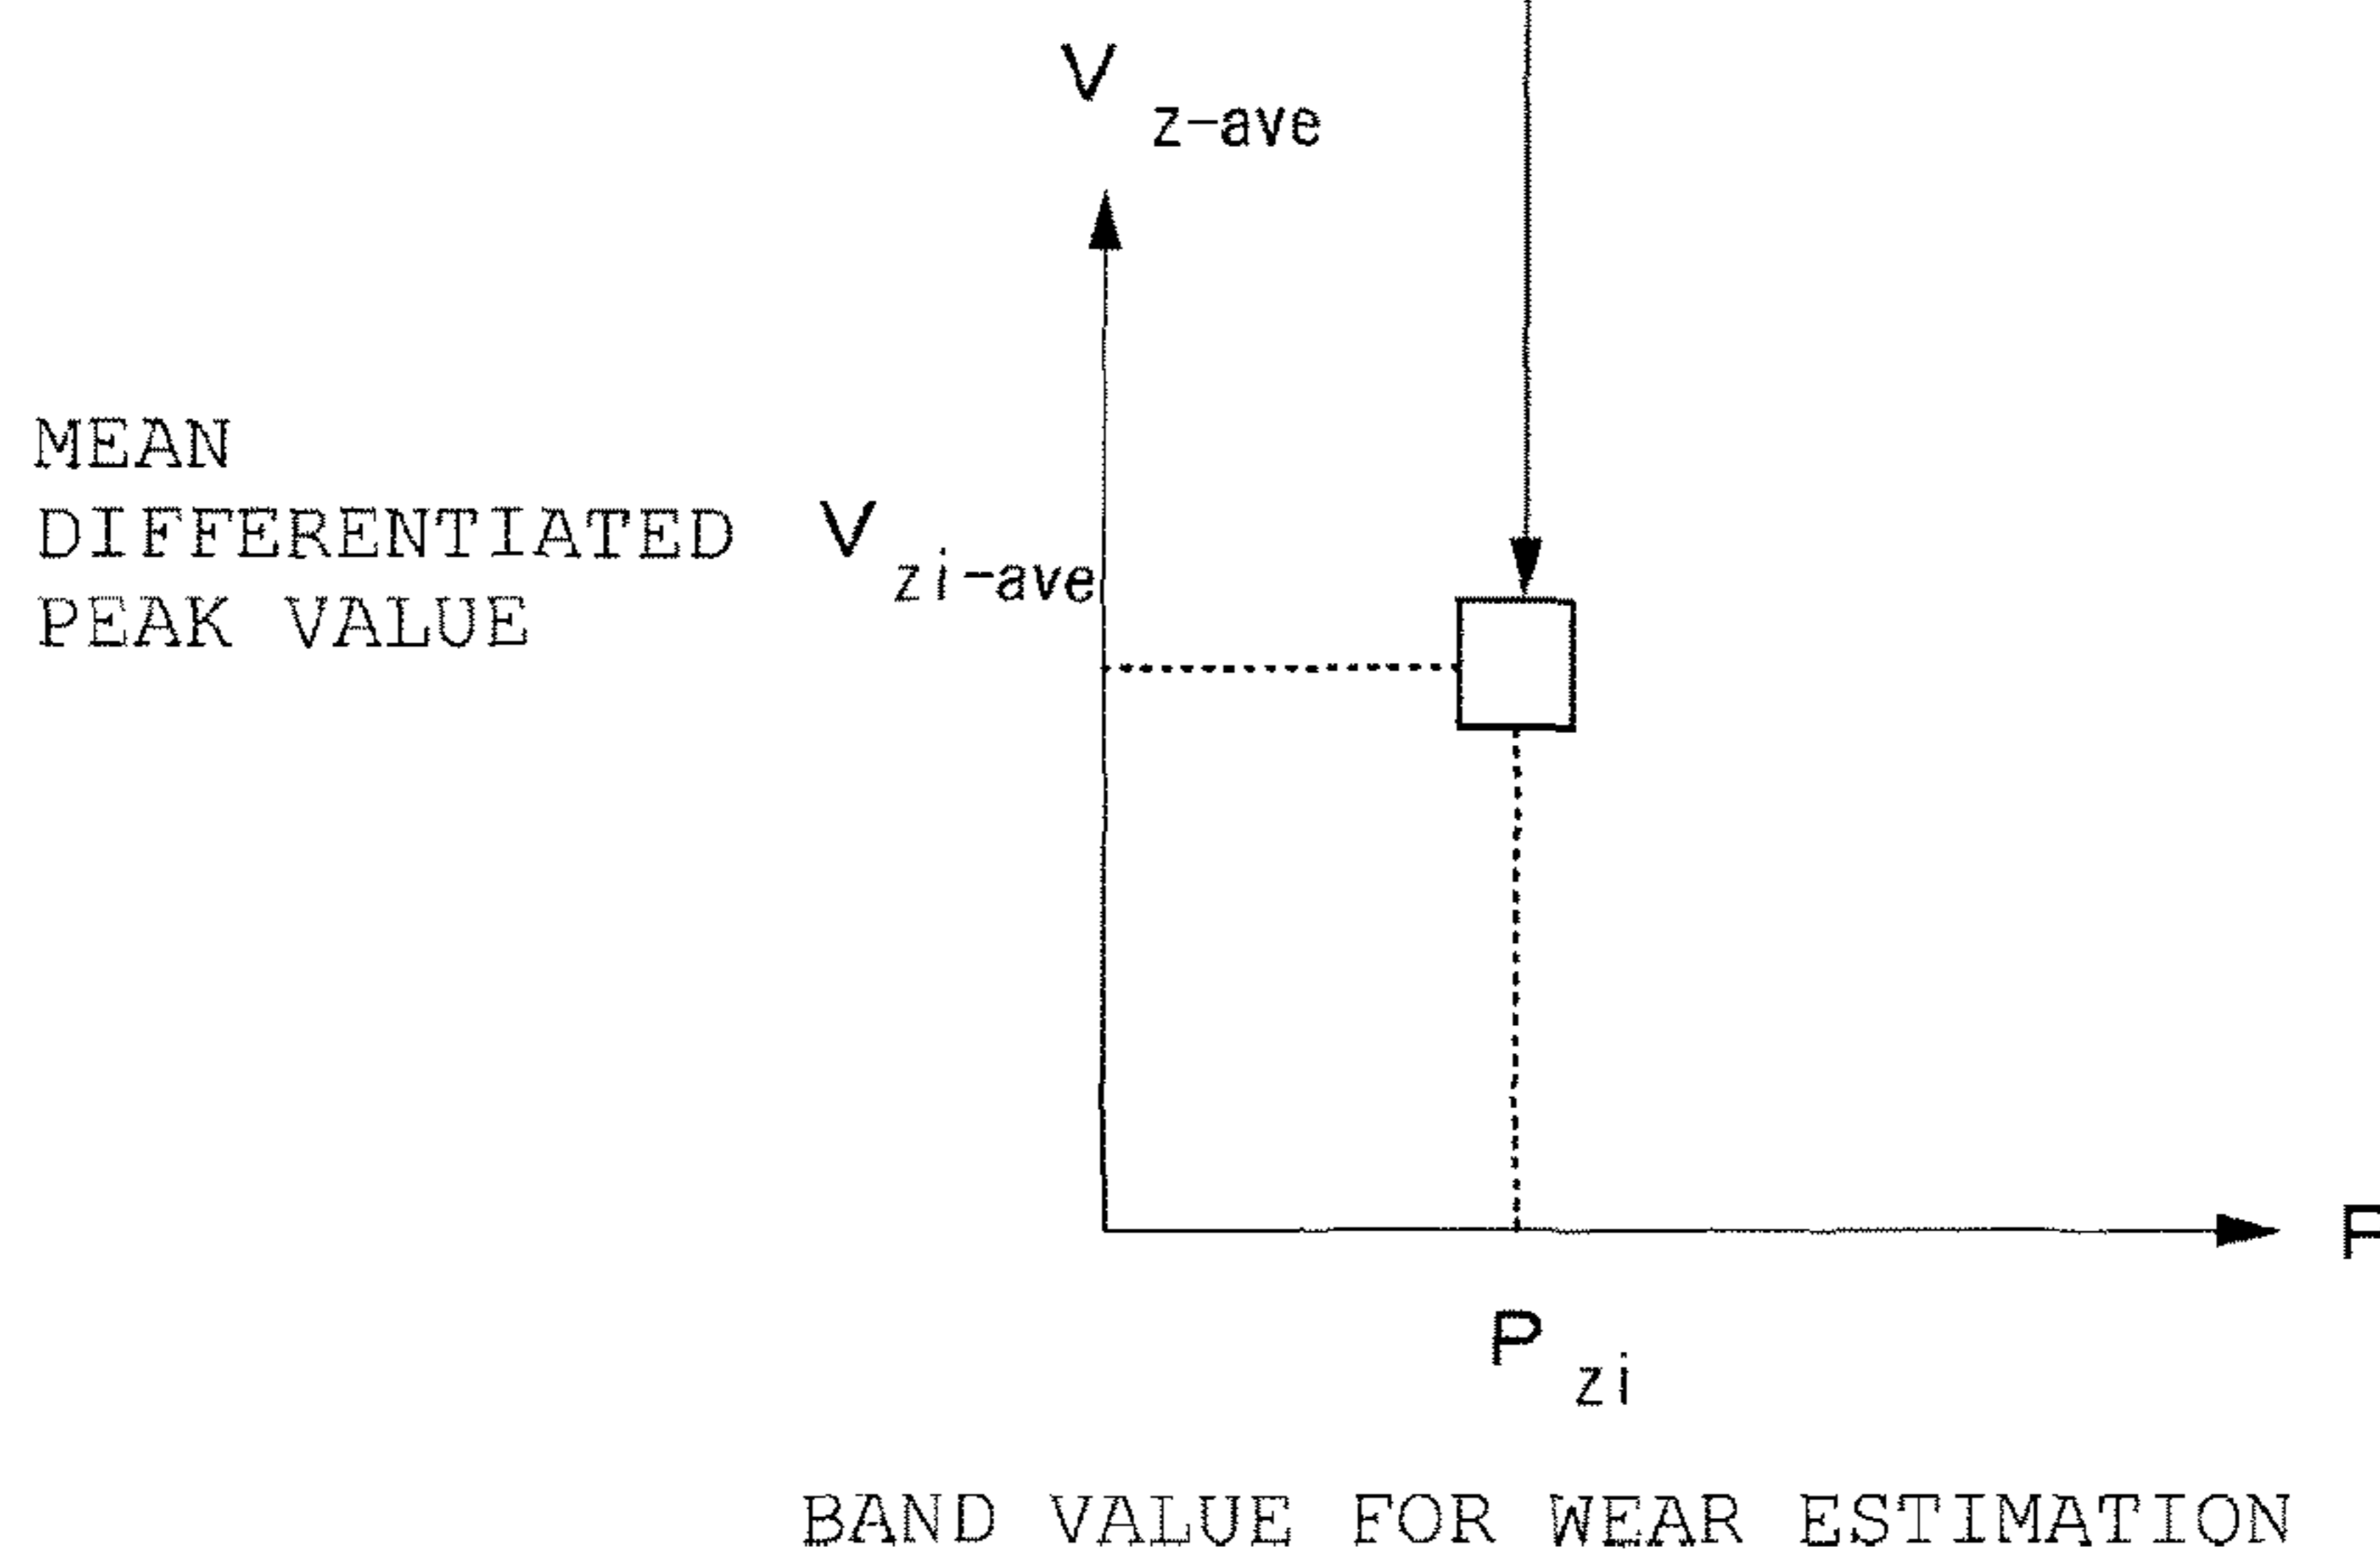 V z-ave
MEAN
DIFFERENTIATED
PEAK VALUE
V zi-ave
P zi
BAND VALUE FOR WEAR ESTIMATION